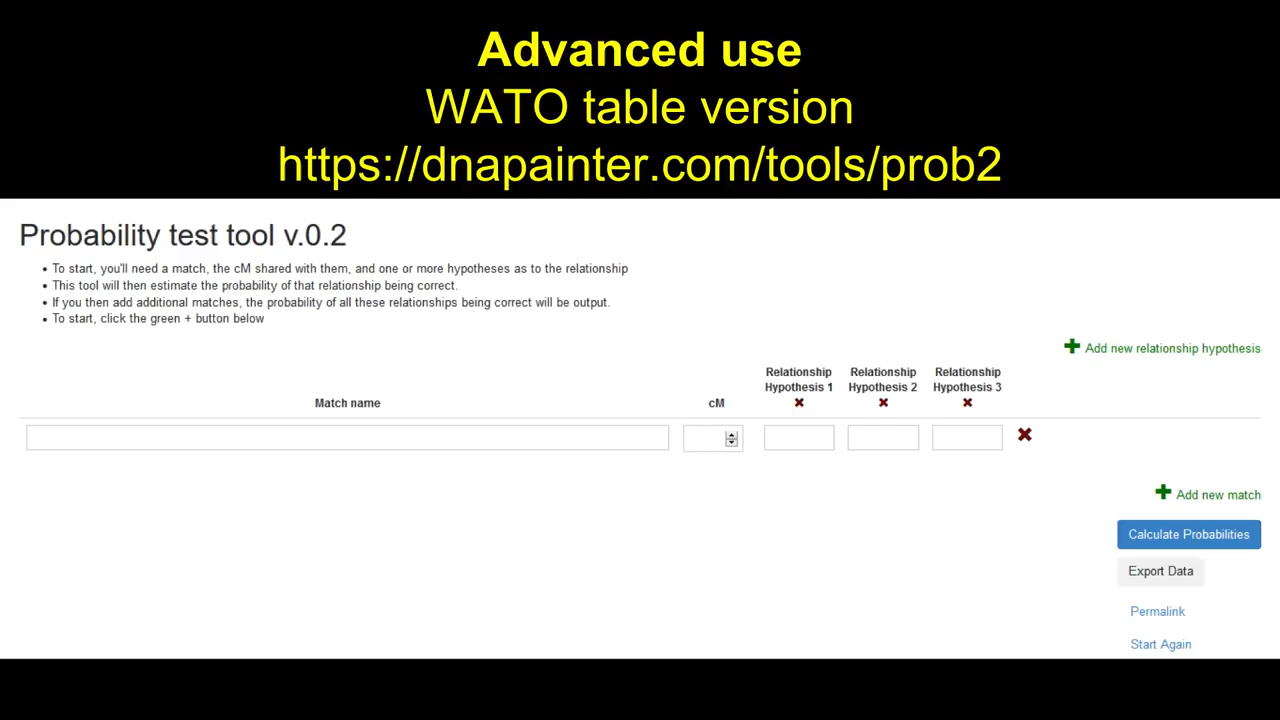 Advanced use
WATO table version
https://dnapainter.com/tools/prob2
Probability test tool v.0.2
• To start, you'll need a match, the cM shared with them, and one or more hypotheses as to the relationship
• This tool will then estimate the probability of that relationship being correct.
• If you then add additional matches, the probability of all these relationships being correct will be output.
• To start, click the green + button below
Add new relationship hypothesis
Match name
cM
Relationship
Hypothesis 1
Relationship
Hypothesis 2
Relationship
Hypothesis 3
Add new match
Calculate Probabilities
Export Data
Permalink
Start Again